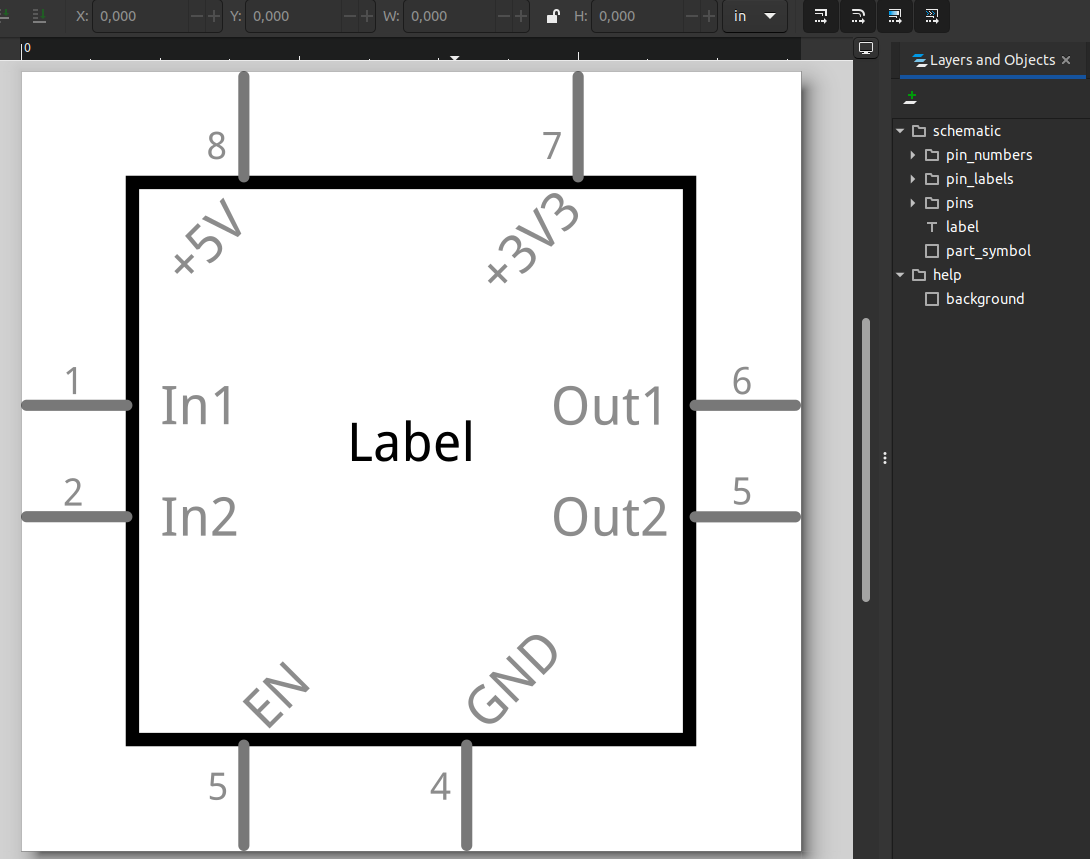 X: 0,000 Y: 0,000 W: 0,000 H: 0,000 in
0
Layers and Objects
8
7
+5V
+3V3
1
In1
Out1
6
Label
2
In2
Out2
5
EN
GND
5
4
schematic
pin_numbers
pin_labels
pins
label
part_symbol
help
background